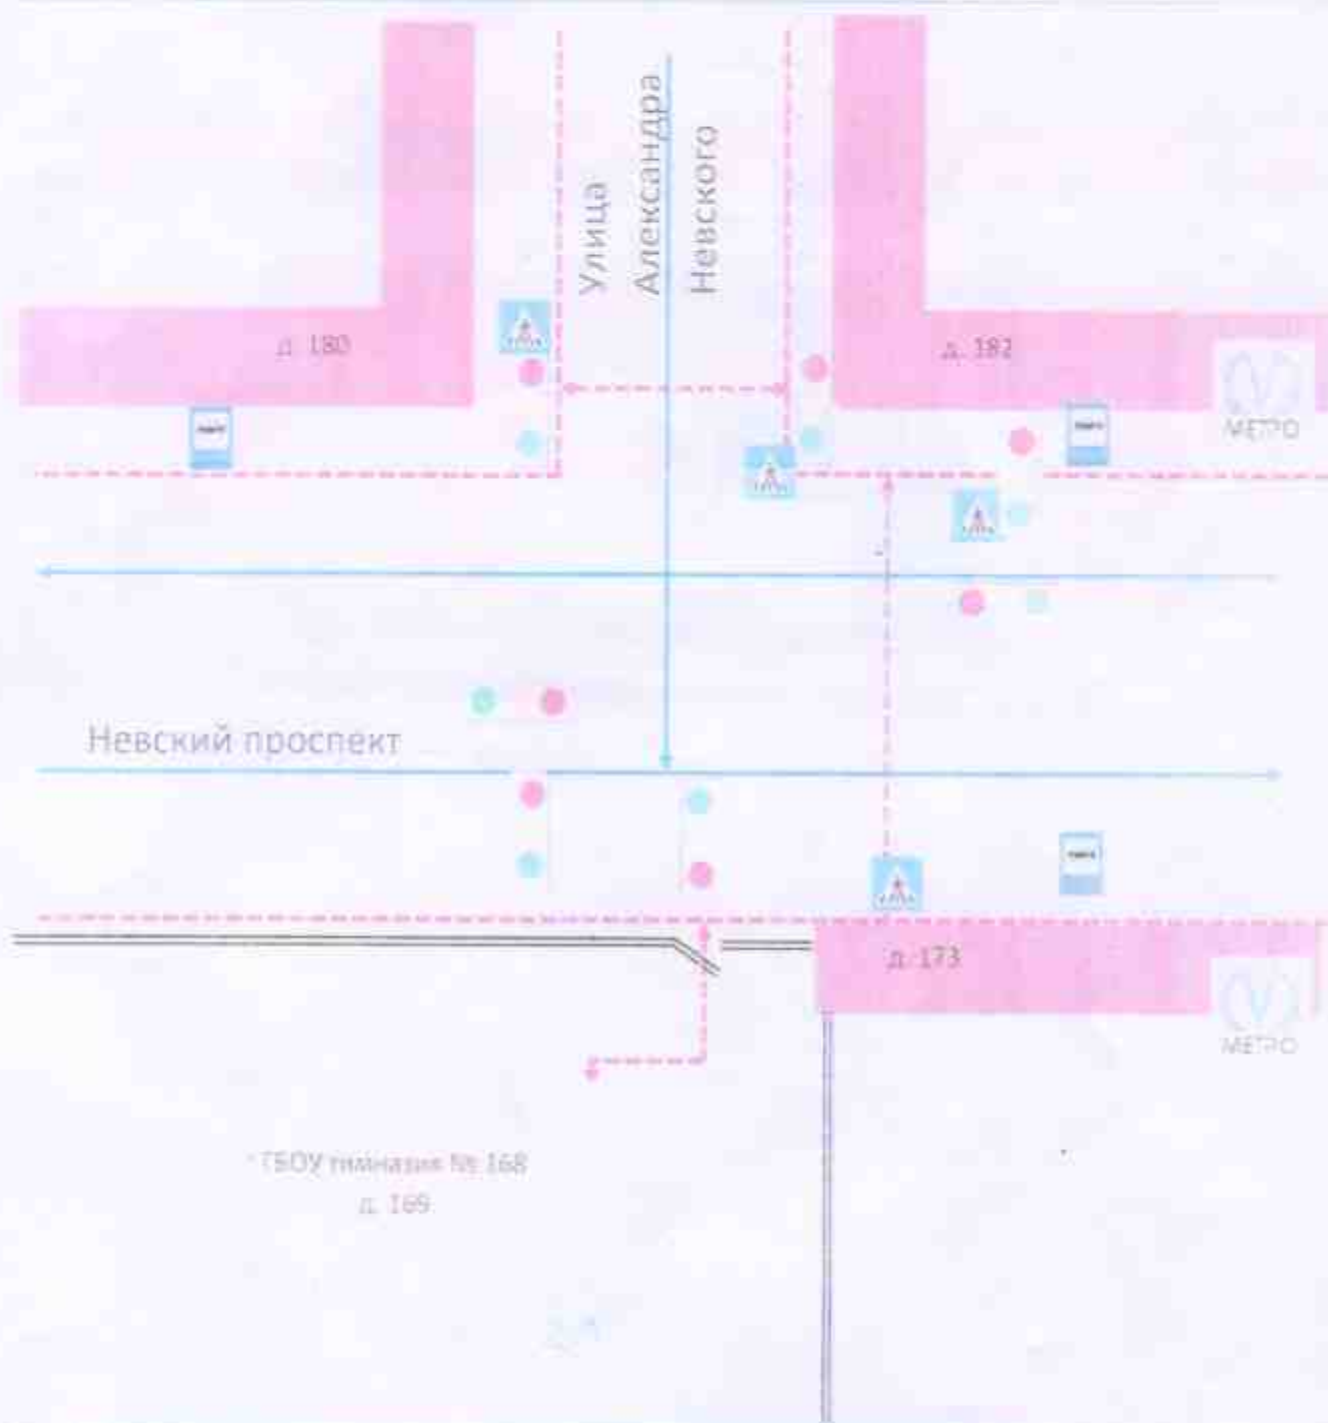 Улица
Александра
Невского
д. 180
д. 182
МЕТРО
Невский проспект
д. 173
МЕТРО
ГБОУ гимназия № 168
д. 169